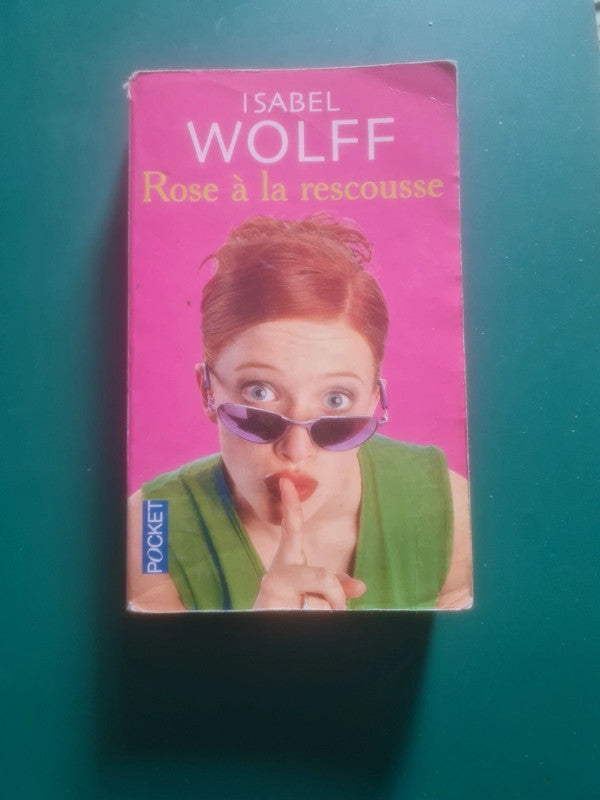 ISABEL
WOLFF
Rose à la rescousse
POCKET